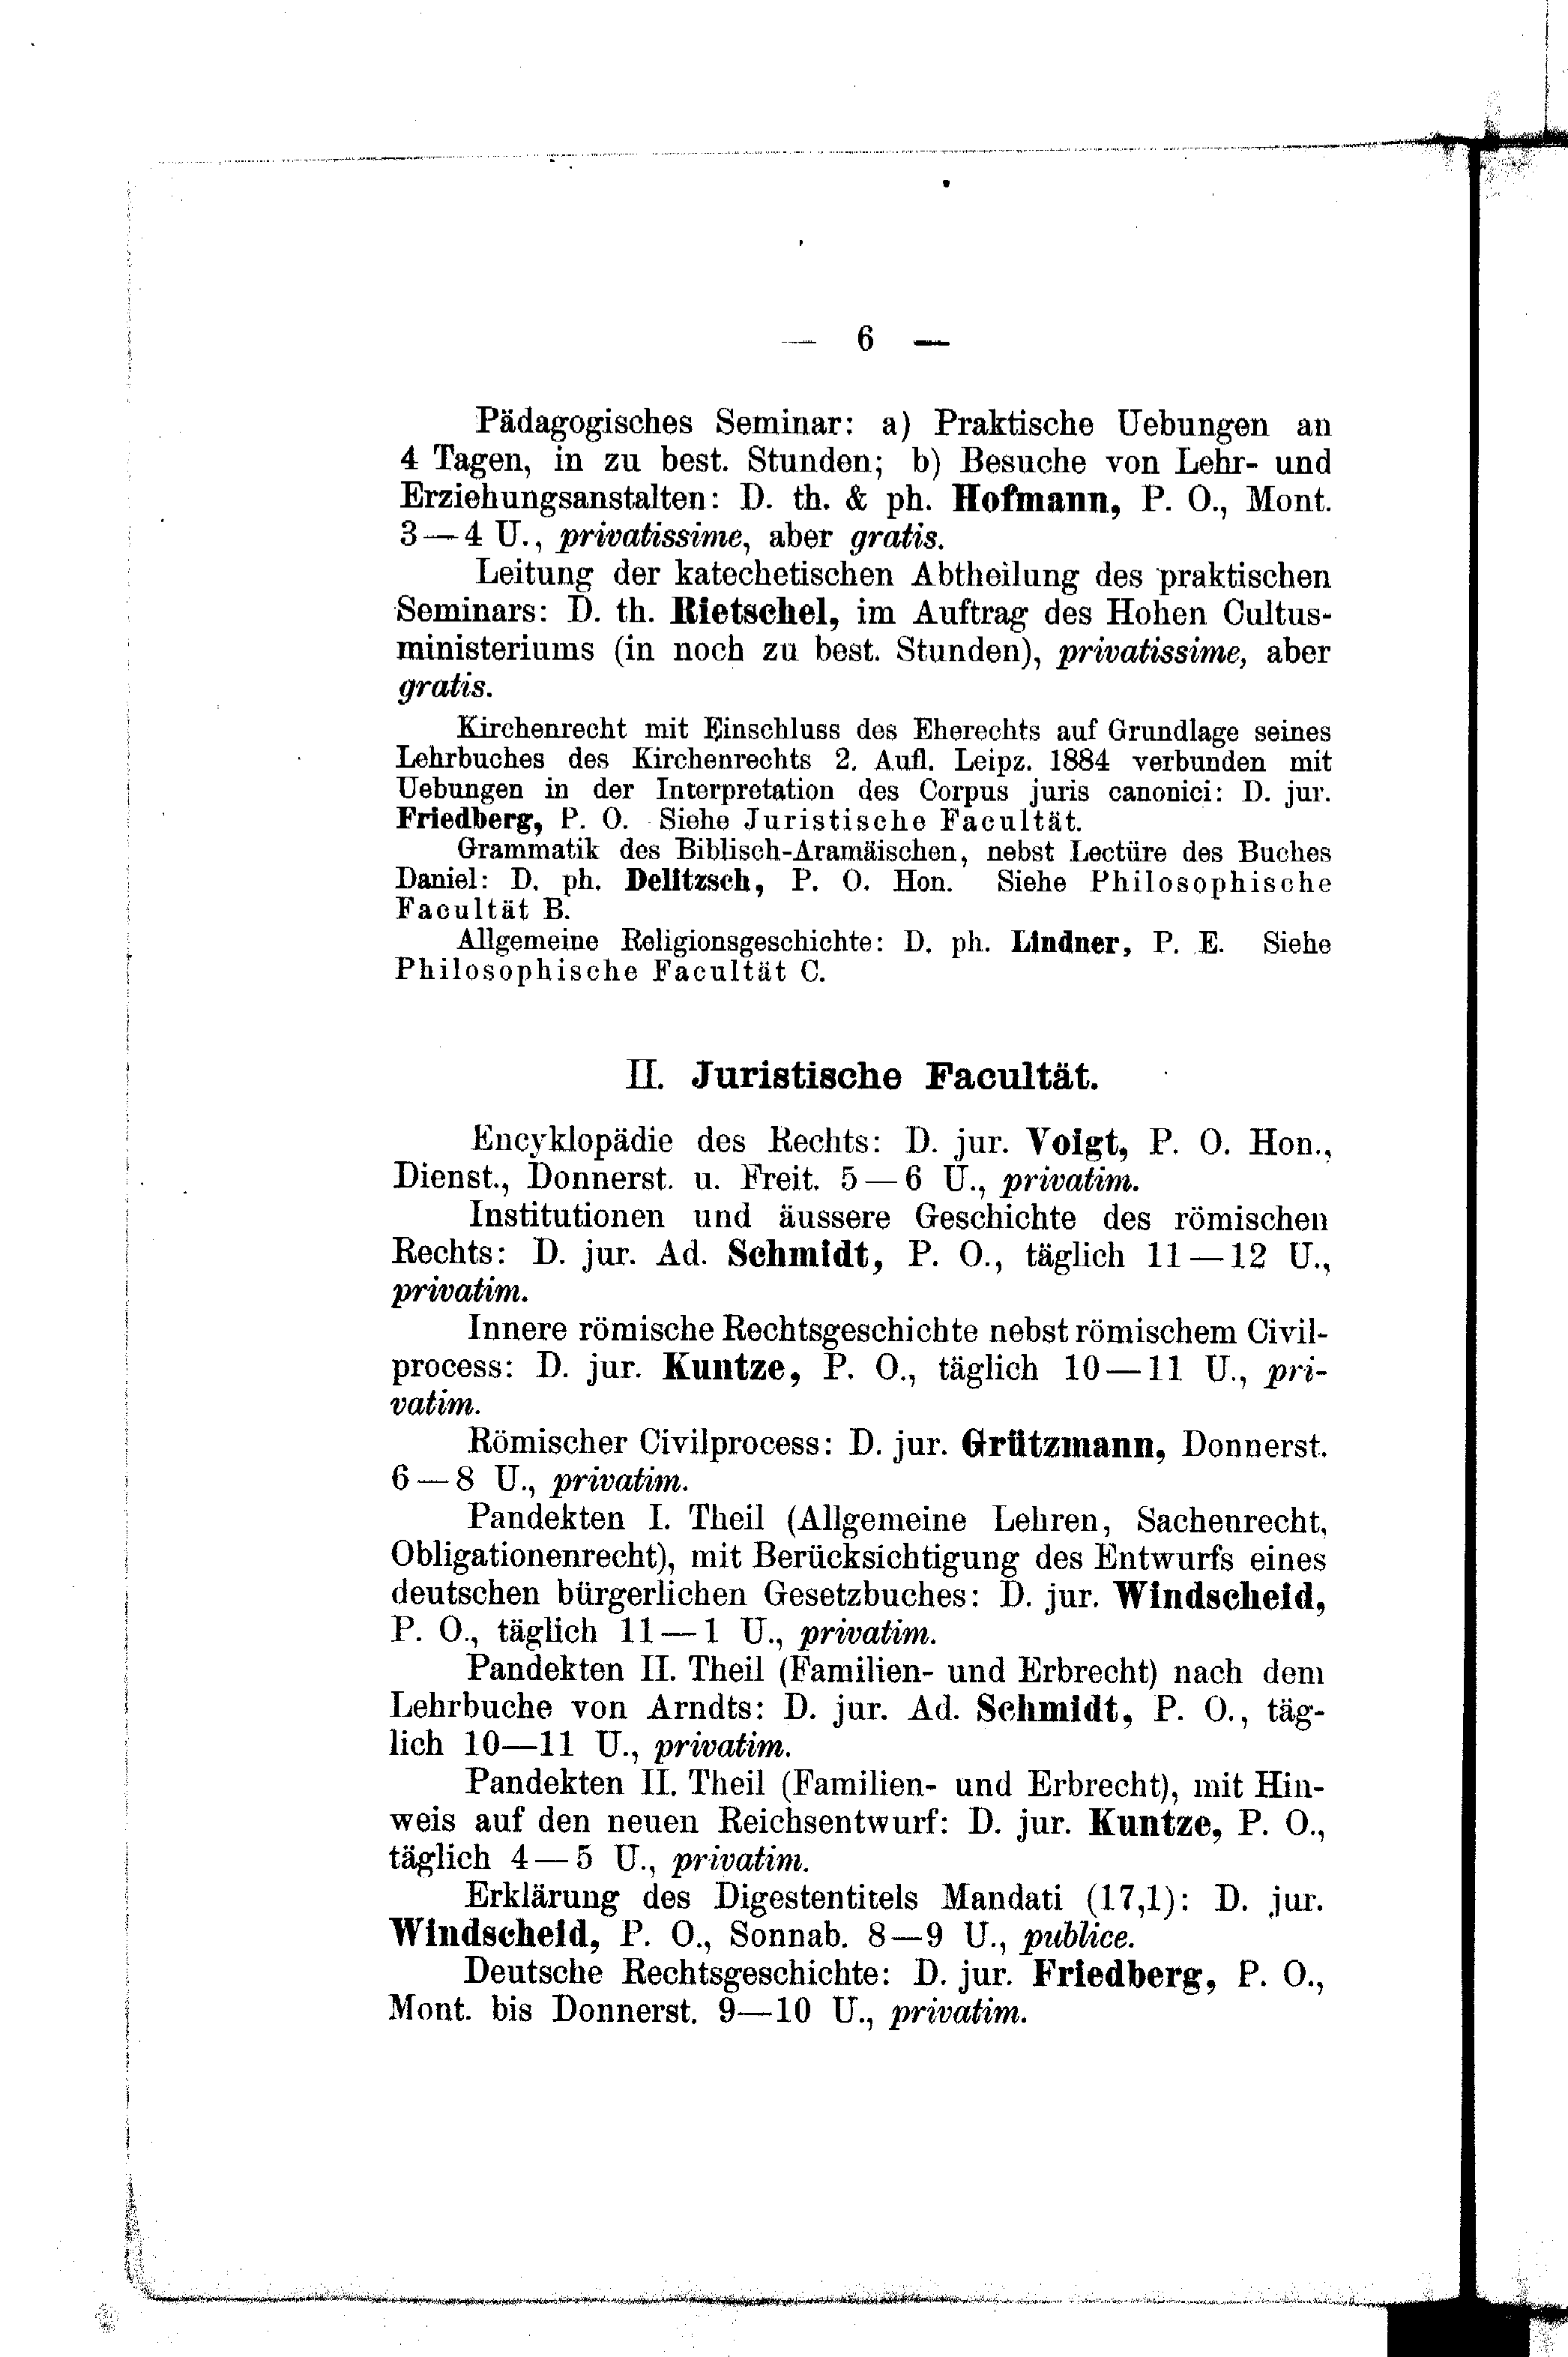 — 6 —
Pädagogisches Seminar: a) Praktische Uebungen an
4 Tagen, in zu best. Stunden; b) Besuche von Lehr- und
Erziehungsanstalten: D. th. & ph. Hofmann, P. O., Mont.
3—4 U., privatissime, aber gratis.
Leitung der katechetischen Abtheilung des praktischen
Seminars: D. th. Rietschel, im Auftrag des Hohen Cultus-
ministeriums (in noch zu best. Stunden), privatissime, aber
gratis.
Kirchenrecht mit Einschluss des Eherechts auf Grundlage seines
Lehrbuches des Kirchenrechts 2. Aufl. Leipz. 1884 verbunden mit
Uebungen in der Interpretation des Corpus juris canonici: D. jur.
Friedberg, P. O. Siehe Juristische Facultät.
Grammatik des Biblisch-Aramäischen, nebst Lectüre des Buches
Daniel: D. ph. Delitzsch, P. O. Hon. Siehe Philosophische
Facultät B.
Allgemeine Religionsgeschichte: D. ph. Lindner, P. E. Siehe
Philosophische Facultät C.
II. Juristische Facultät.
Encyklopädie des Rechts: D. jur. Voigt, P. O. Hon.,
Dienst., Donnerst. u. Freit. 5—6 U., privatim.
Institutionen und äussere Geschichte des römischen
Rechts: D. jur. Ad. Schmidt, P. O., täglich 11—12 U.,
privatim.
Innere römische Rechtsgeschichte nebst römischem Civil-
process: D. jur. Kuntze, P. O., täglich 10—11 U., pri-
vatim.
Römischer Civilprocess: D. jur. Grützmann, Donnerst.
6—8 U., privatim.
Pandekten I. Theil (Allgemeine Lehren, Sachenrecht,
Obligationenrecht), mit Berücksichtigung des Entwurfs eines
deutschen bürgerlichen Gesetzbuches: D. jur. Windscheid,
P. O., täglich 11—1 U., privatim.
Pandekten II. Theil (Familien- und Erbrecht) nach dem
Lehrbuche von Arndts: D. jur. Ad. Schmidt, P. O., täg-
lich 10—11 U., privatim.
Pandekten II. Theil (Familien- und Erbrecht), mit Hin-
weis auf den neuen Reichsentwurf: D. jur. Kuntze, P. O.,
täglich 4—5 U., privatim.
Erklärung des Digestentitels Mandati (17,1): D. jur.
Windscheid, P. O., Sonnab. 8—9 U., publice.
Deutsche Rechtsgeschichte: D. jur. Friedberg, P. O.,
Mont. bis Donnerst. 9—10 U., privatim.